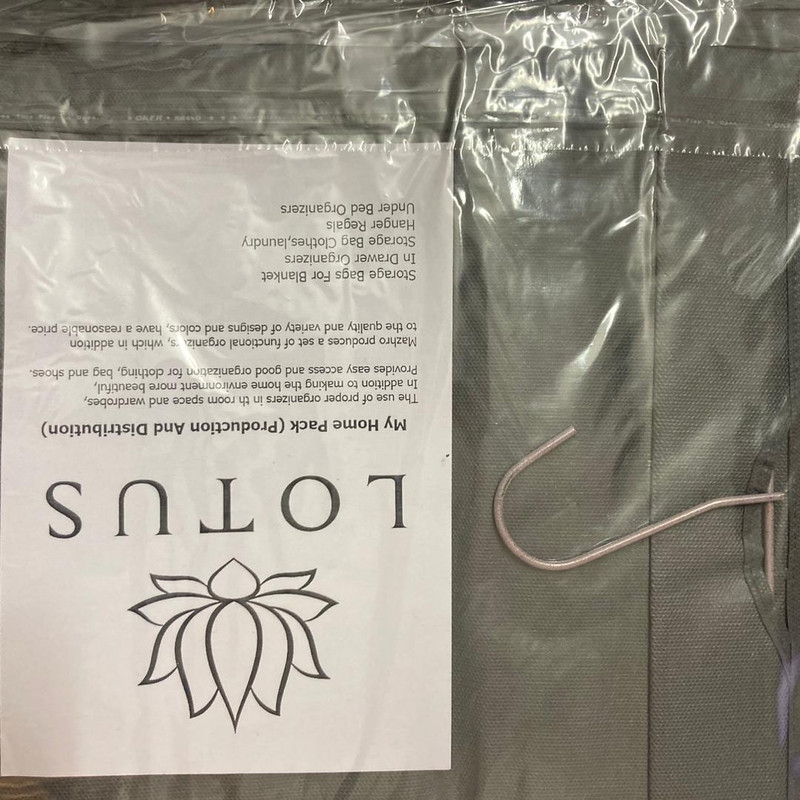 LOTUS
My Home Pack (Production And Distribution)
The use of proper organizers in th room space and wardrobes,
In addition to making the home environment more beautiful,
Provides easy access and good organization for clothing, bag and shoes.
Mazhro produces a set of functional organizers, which in addition
to the quality and variety of designs and colors, have a reasonable price.
Storage Bags For Blanket
In Drawer Organizers
Storage Bag Clothes,laundry
Hanger Regals
Under Bed Organizers